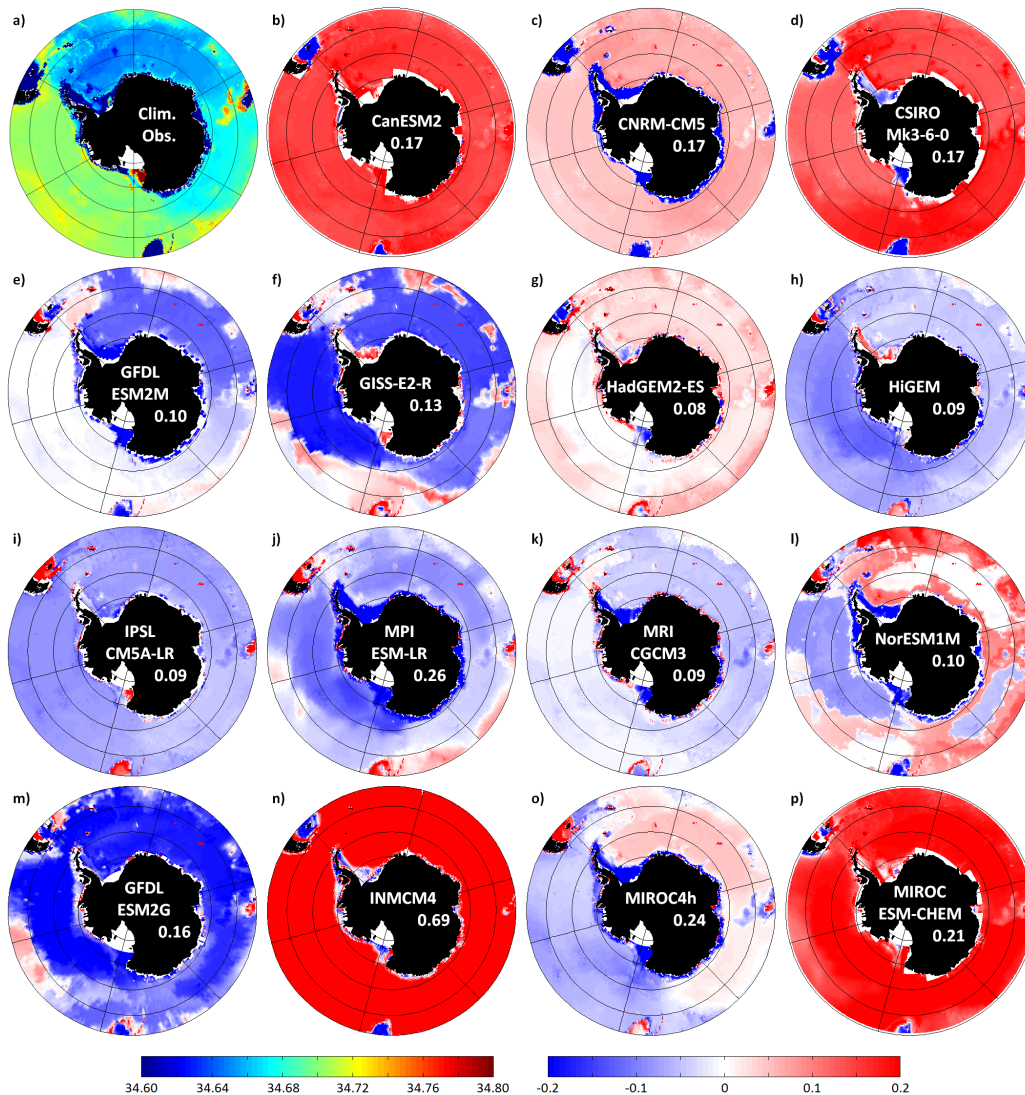 a)
Clim.
Obs.
b)
CanESM2
0.17
c)
CNRM-CM5
0.17
d)
CSIRO
Mk3-6-0
0.17
e)
GFDL
ESM2M
0.10
f)
GISS-E2-R
0.13
g)
HadGEM2-ES
0.08
h)
HiGEM
0.09
i)
IPSL
CM5A-LR
0.09
j)
MPI
ESM-LR
0.26
k)
MRI
CGCM3
0.09
l)
NorESM1M
0.10
m)
GFDL
ESM2G
0.16
n)
INMCM4
0.69
o)
MIROC4h
0.24
p)
MIROC
ESM-CHEM
0.21
34.60 34.64 34.68 34.72 34.76 34.80
-0.2 -0.1 0 0.1 0.2